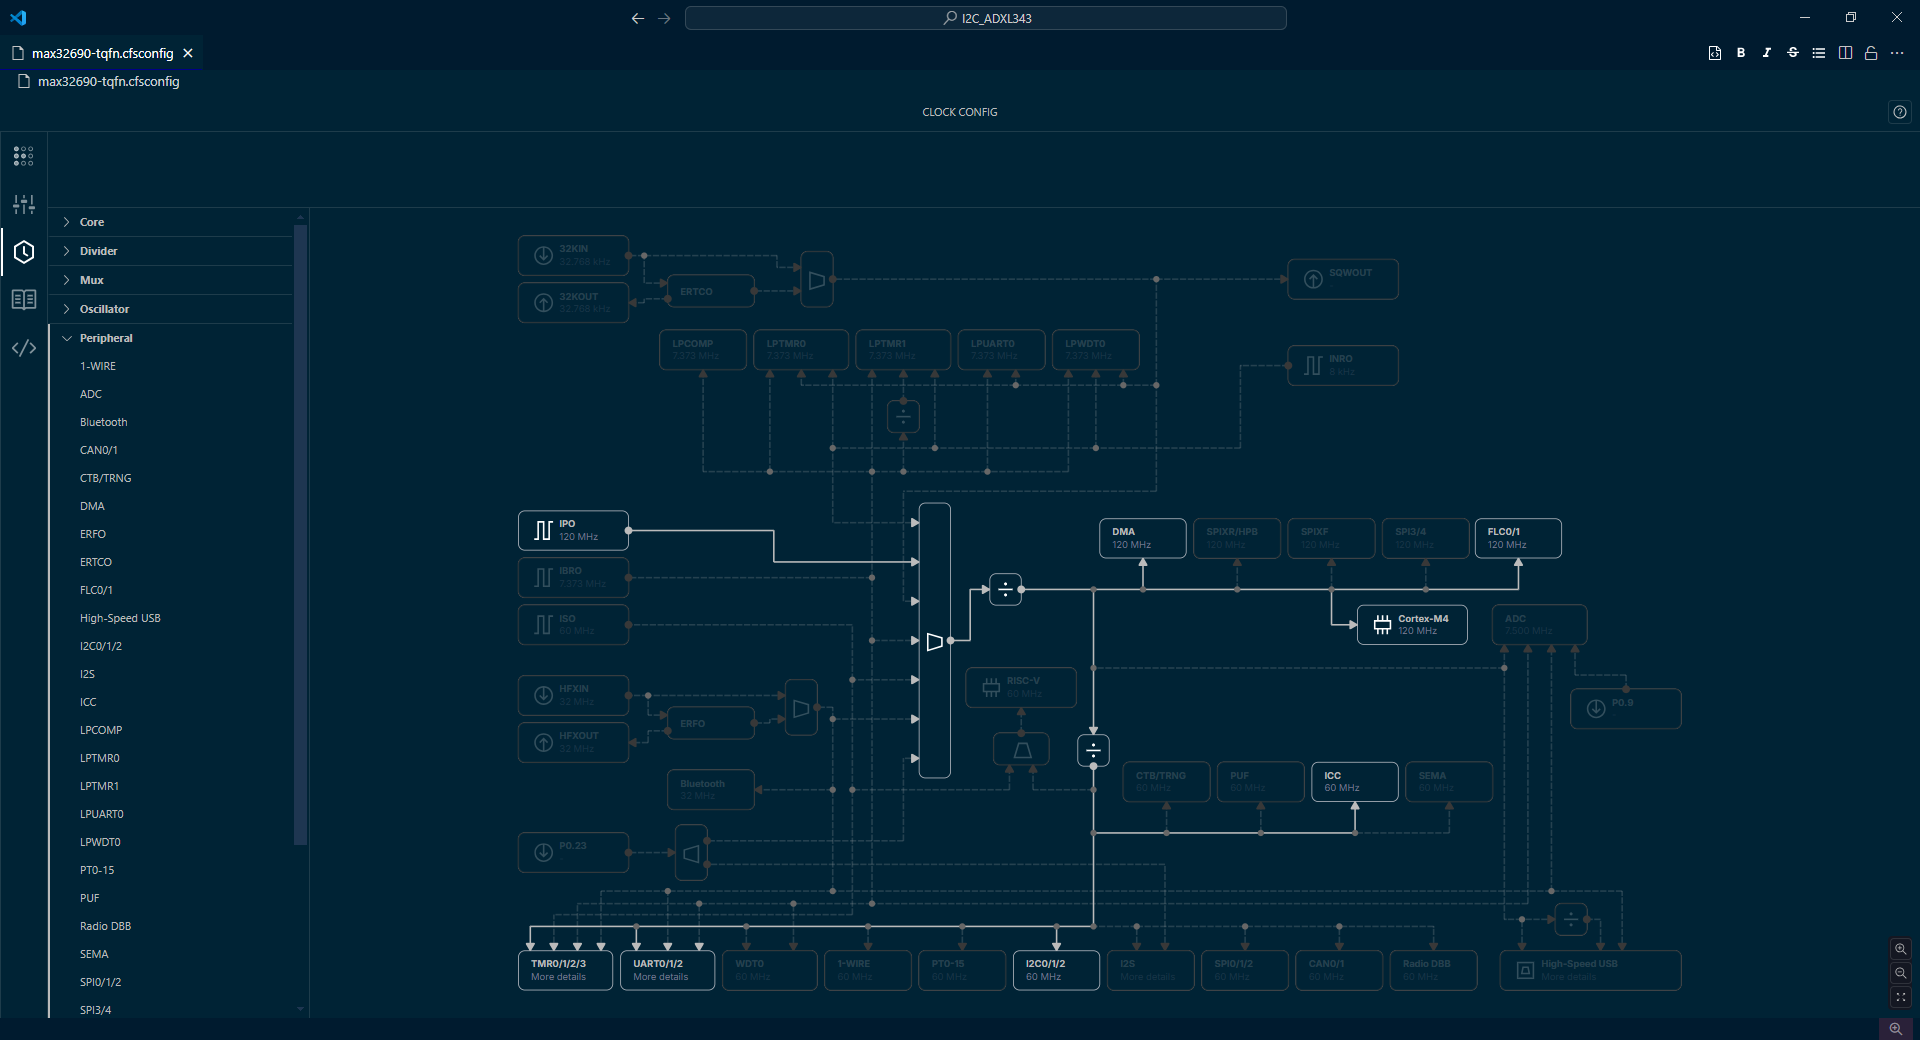 I2C_ADXL343
max32690-tqfn.cfsconfig
max32690-tqfn.cfsconfig
CLOCK CONFIG
Core
Divider
Mux
Oscillator
Peripheral
1-WIRE
ADC
Bluetooth
CAN0/1
CTB/TRNG
DMA
ERFO
ERTCO
FLC0/1
High-Speed USB
I2C0/1/2
I2S
ICC
LPCOMP
LPTMR0
LPTMR1
LPUART0
LPWDT0
PT0-15
PUF
Radio DBB
SEMA
SPI0/1/2
SPI3/4
32KIN
32.768 kHz
32KOUT
32.768 kHz
ERTCO
SQWOUT
LPCOMP
7.373 MHz
LPTMR0
7.373 MHz
LPTMR1
7.373 MHz
LPUART0
7.373 MHz
LPWDT0
7.373 MHz
INRO
8 kHz
IPO
120 MHz
IBRO
7.373 MHz
ISO
60 MHz
DMA
120 MHz
SPIXR/HPB
120 MHz
SPIXF
120 MHz
SPI3/4
120 MHz
FLC0/1
120 MHz
Cortex-M4
120 MHz
ADC
7.500 MHz
HFXIN
32 MHz
HFXOUT
32 MHz
ERFO
RISC-V
60 MHz
P0.9
Bluetooth
32 MHz
CTB/TRNG
60 MHz
PUF
60 MHz
ICC
60 MHz
SEMA
60 MHz
P0.23
TMR0/1/2/3
More details
UART0/1/2
More details
WDT0
60 MHz
1-WIRE
60 MHz
PT0-15
60 MHz
I2C0/1/2
60 MHz
I2S
More details
SPI0/1/2
60 MHz
CAN0/1
60 MHz
Radio DBB
60 MHz
High-Speed USB
More details